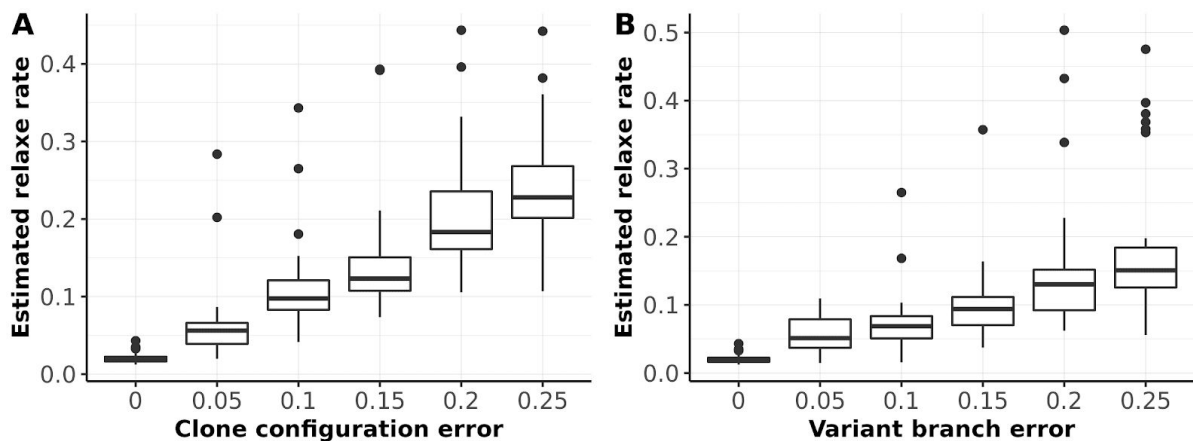 A
Estimated relaxe rate
0.4
0.3
0.2
0.1
0.0
0 0.05 0.1 0.15 0.2 0.25
Clone configuration error
B
Estimated relaxe rate
0.5
0.4
0.3
0.2
0.1
0.0
0 0.05 0.1 0.15 0.2 0.25
Variant branch error